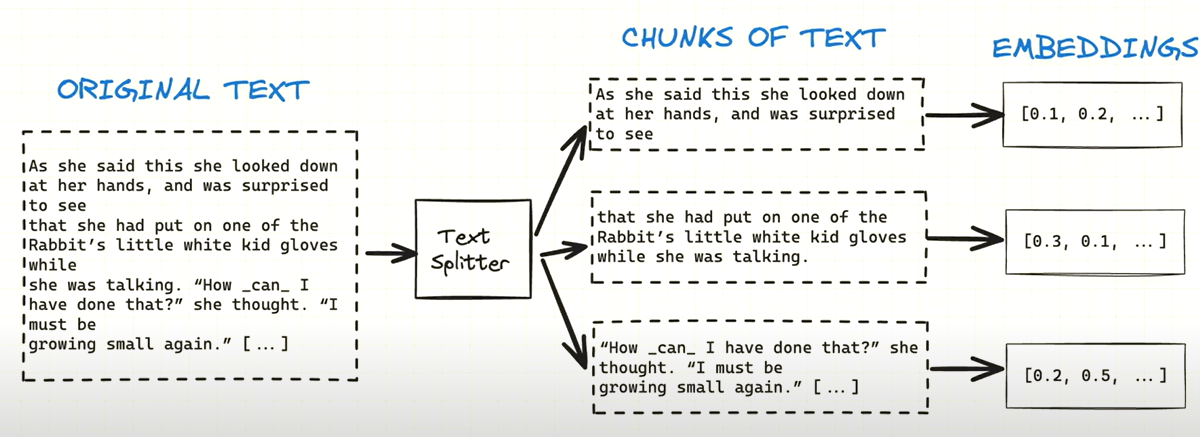 ORIGINAL TEXT
As she said this she looked down
at her hands, and was surprised
to see
that she had put on one of the
Rabbit’s little white kid gloves
while
she was talking. “How _can_ I
have done that?” she thought. “I
must be
growing small again.” [...]
Text
Splitter
CHUNKS OF TEXT
As she said this she looked down
at her hands, and was surprised
to see
that she had put on one of the
Rabbit’s little white kid gloves
while she was talking.
“How _can_ I have done that?” she
thought. “I must be
growing small again.” [...]
EMBEDDINGS
[0.1, 0.2, ...]
[0.3, 0.1, ...]
[0.2, 0.5, ...]